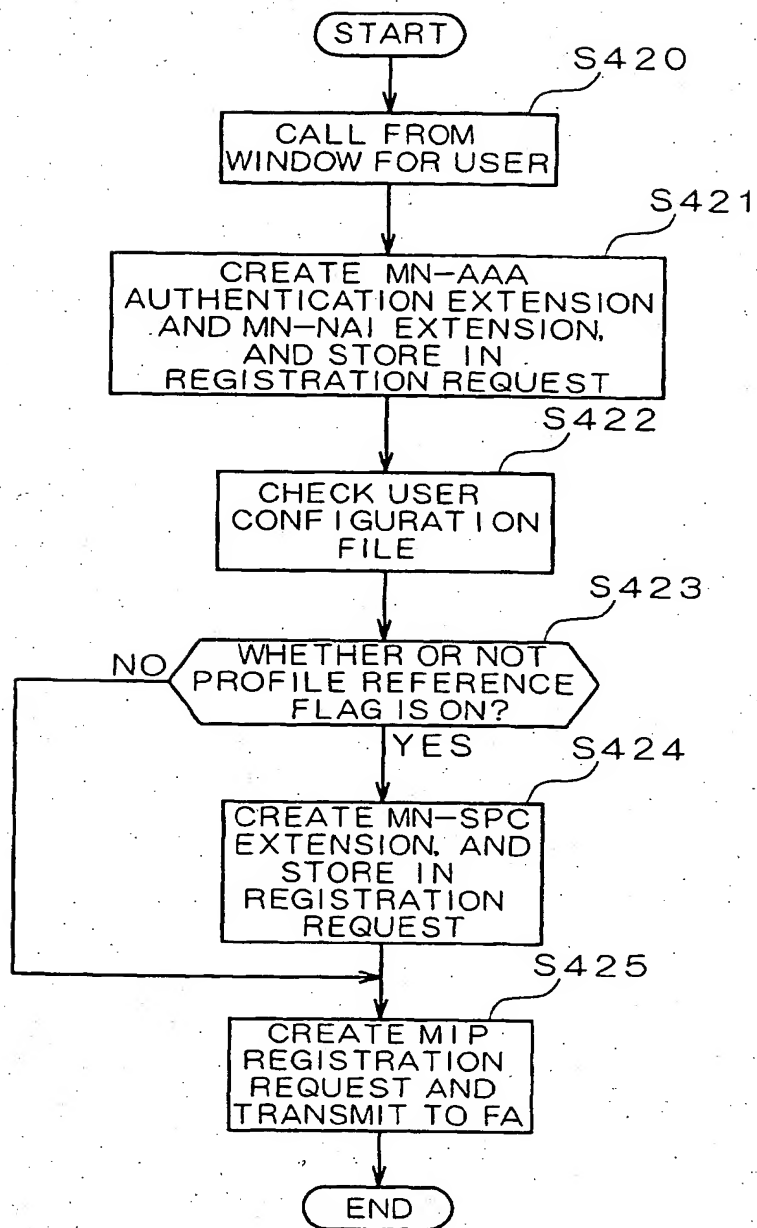 START
S420
CALL FROM
WINDOW FOR USER
S421
CREATE MN-AAA
AUTHENTICATION EXTENSION
AND MN-NAI EXTENSION,
AND STORE IN
REGISTRATION REQUEST
S422
CHECK USER
CONFIGURATION
FILE
S423
WHETHER OR NOT
PROFILE REFERENCE
FLAG IS ON?
NO
YES
S424
CREATE MN-SPC
EXTENSION, AND
STORE IN
REGISTRATION
REQUEST
S425
CREATE MIP
REGISTRATION
REQUEST AND
TRANSMIT TO FA
END